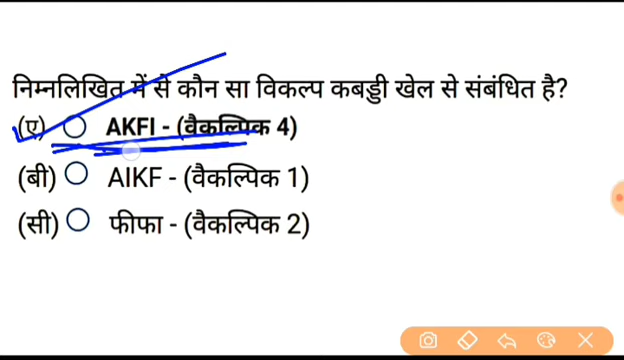 निम्नलिखित में से कौन सा विकल्प कबड्डी खेल से संबंधित है?
(ए) AKFI - (वैकल्पिक 4)
(बी) AIKF - (वैकल्पिक 1)
(सी) फीफा - (वैकल्पिक 2)